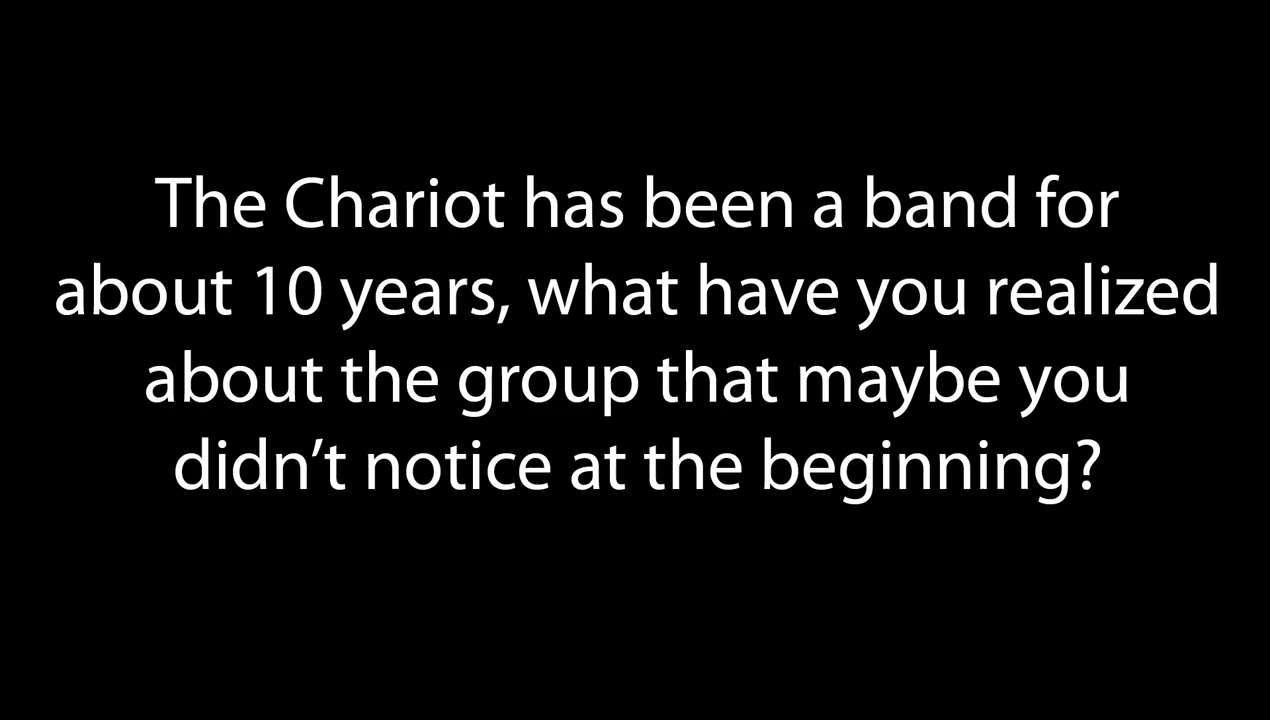 The Chariot has been a band for
about 10 years, what have you realized
about the group that maybe you
didn’t notice at the beginning?